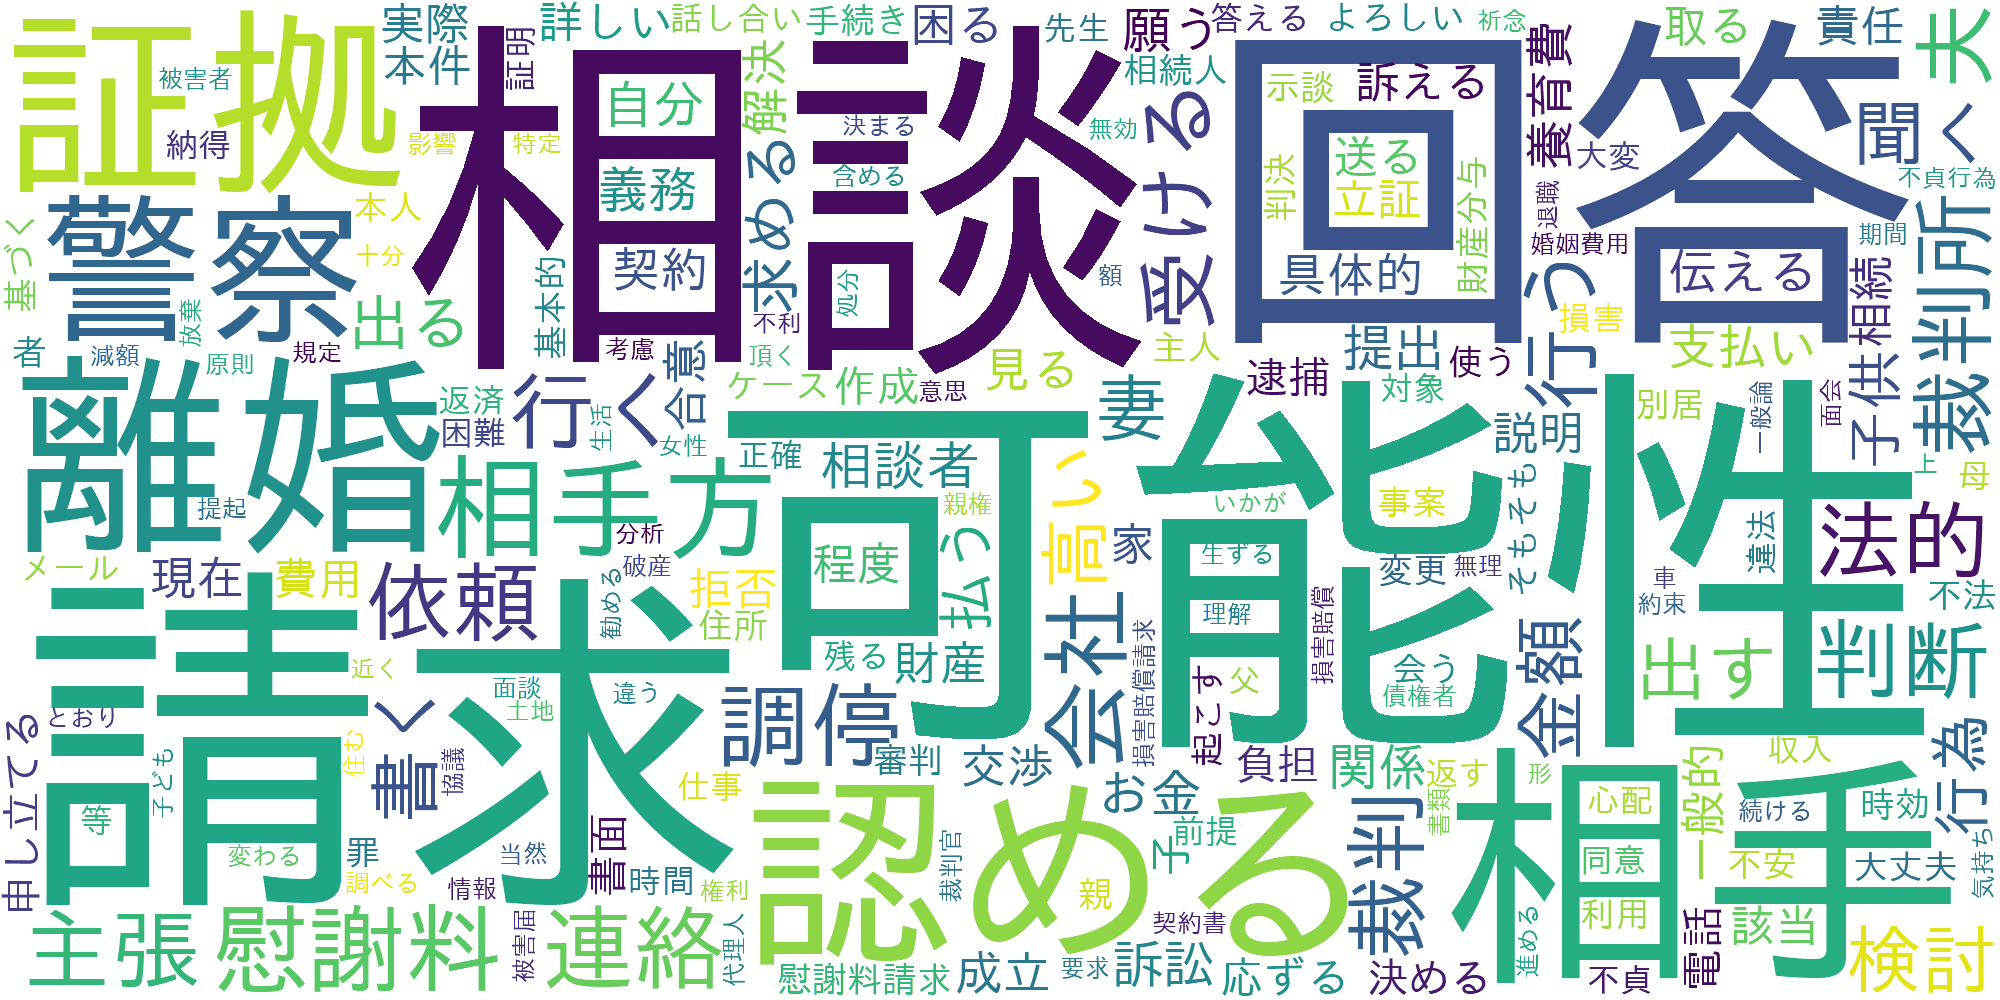 証拠
相談
回答
可能性
請求
離婚
認める
相手
警察
相手方
慰謝料
連絡
主張
依頼
調停
会社
裁判所
裁判
判断
法的
検討
金額
受ける
行う
行く
聞く
書く
出す
出る
払う
高い
妻
夫
実際
本件
詳しい
話し合い
手続き
困る
先生
願う
答える
よろしい
祈念
取る
責任
被害者
証明
自分
解決
決まる
無効
相続人
示談
訴える
養育費
大変
不貞行為
納得
影響
特定
義務
求める
含める
判決
送る
立証
財産分与
退職
婚姻費用
期間
本人
十分
基づく
放棄
契約
基本的
処分
不利
額
具体的
伝える
損害
相続
者
減額
原則
規定
考慮
頂く
主人
提出
支払い
子供
返済
困難
生活
合意
ケース
作成
意思
見る
逮捕
使う
対象
別居
一般論
面会
女性
正確
相談者
説明
そもそも
上
母
提起
分析
破産
程度
親権
家
いかが
事案
生ずる
変更
無理
違法
車
約束
不法
メール
現在
費用
勧める
拒否
住所
残る
財産
理解
損害賠償
損害賠償請求
会う
債権者
父
近く
面談
土地
違う
起こす
申し立てる
とおり
子ども
住む
協議
等
仕事
審判
交渉
お金
負担
関係
返す
形
一般的
収入
行為
変わる
罪
調べる
当然
情報
書面
時間
権利
裁判官
前提
子
親
書類
心配
同意
利用
続ける
不安
時効
大丈夫
気持ち
被害届
代理人
慰謝料請求
成立
要求
契約書
訴訟
応ずる
決める
進める
不貞
電話
該当